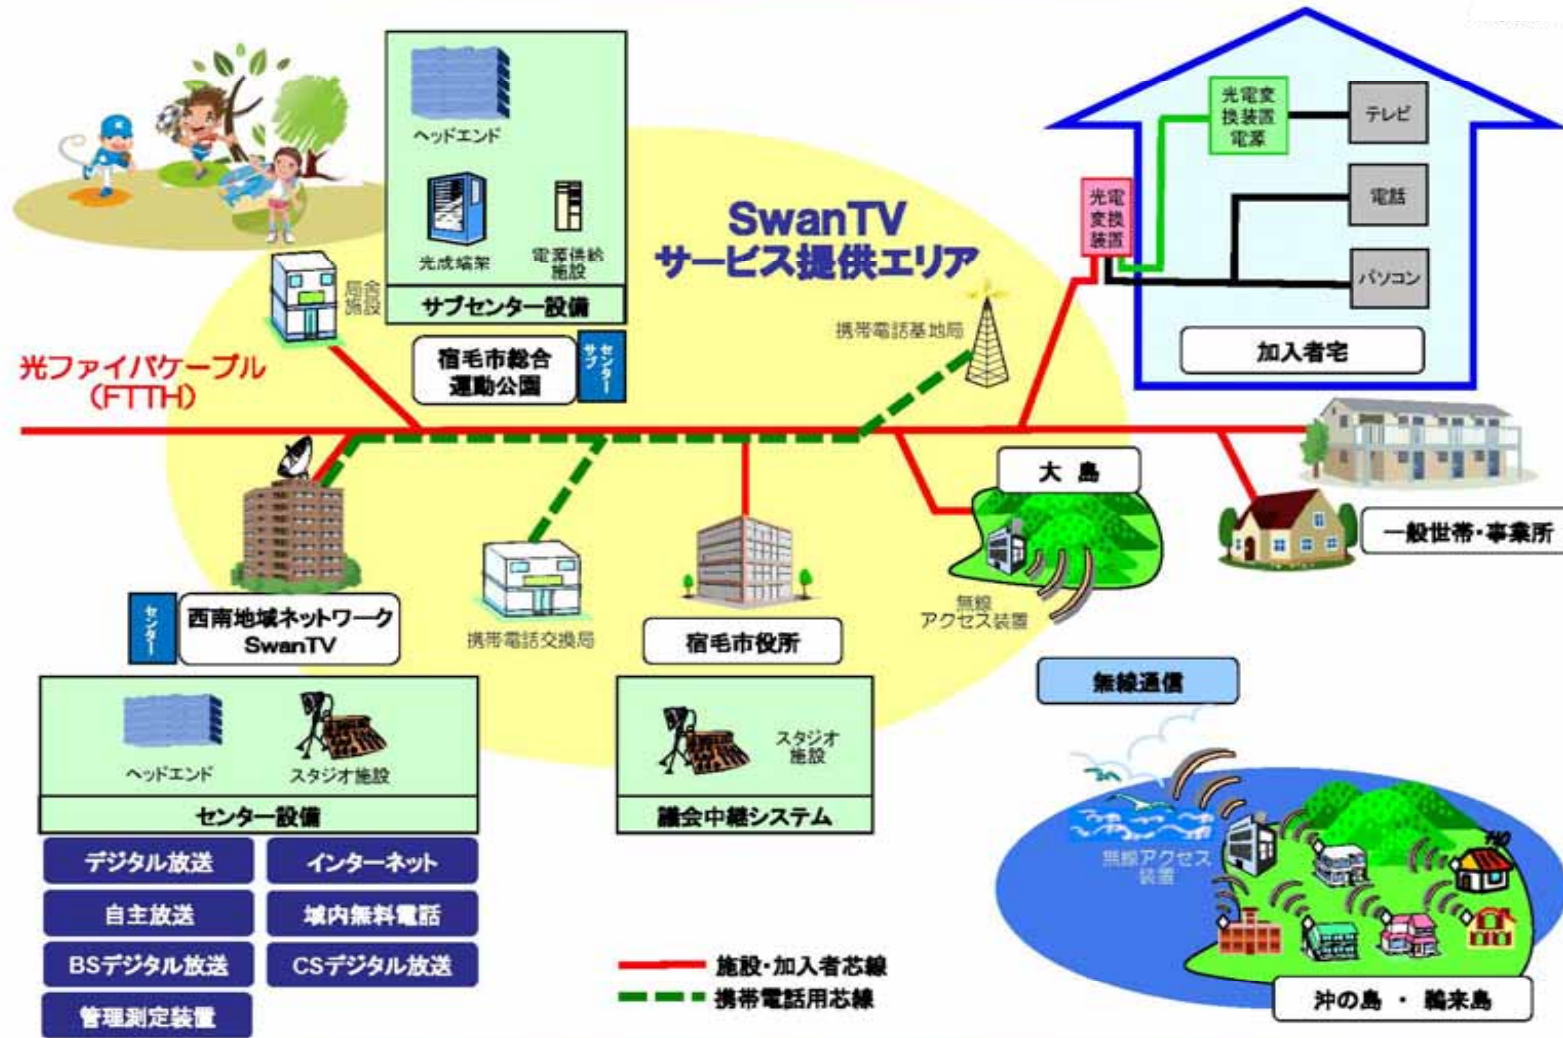 ヘッドエンド
光成端架
電源供給
施設
サブセンター設備
局舎
施設
宿毛市総合
運動公園
サブ
センター
SwanTV
サービス提供エリア
携帯電話基地局
光電変
換装置
電源
テレビ
光電
変換
装置
電話
パソコン
加入者宅
光ファイバケーブル
(FTTH)
大 島
一般世帯・事業所
無線
アクセス装置
センター
西南地域ネットワーク
SwanTV
携帯電話交換局
宿毛市役所
ヘッドエンド
スタジオ施設
センター設備
スタジオ
施設
議会中継システム
無線通信
無線アクセス
装置
デジタル放送
インターネット
自主放送
域内無料電話
BSデジタル放送
CSデジタル放送
管理測定装置
施設・加入者芯線
携帯電話用芯線
沖の島 ・ 鵜来島